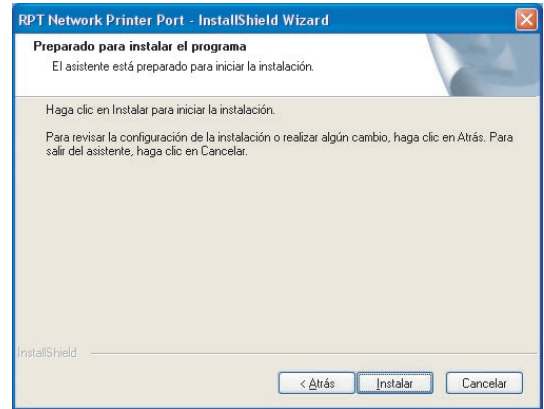 RPT Network Printer Port - InstallShield Wizard
Preparado para instalar el programa
El asistente está preparado para iniciar la instalación.
Haga clic en Instalar para iniciar la instalación.
Para revisar la configuración de la instalación o realizar algún cambio, haga clic en Atrás. Para
salir del asistente, haga clic en Cancelar.
InstallShield
< Atrás Instalar Cancelar